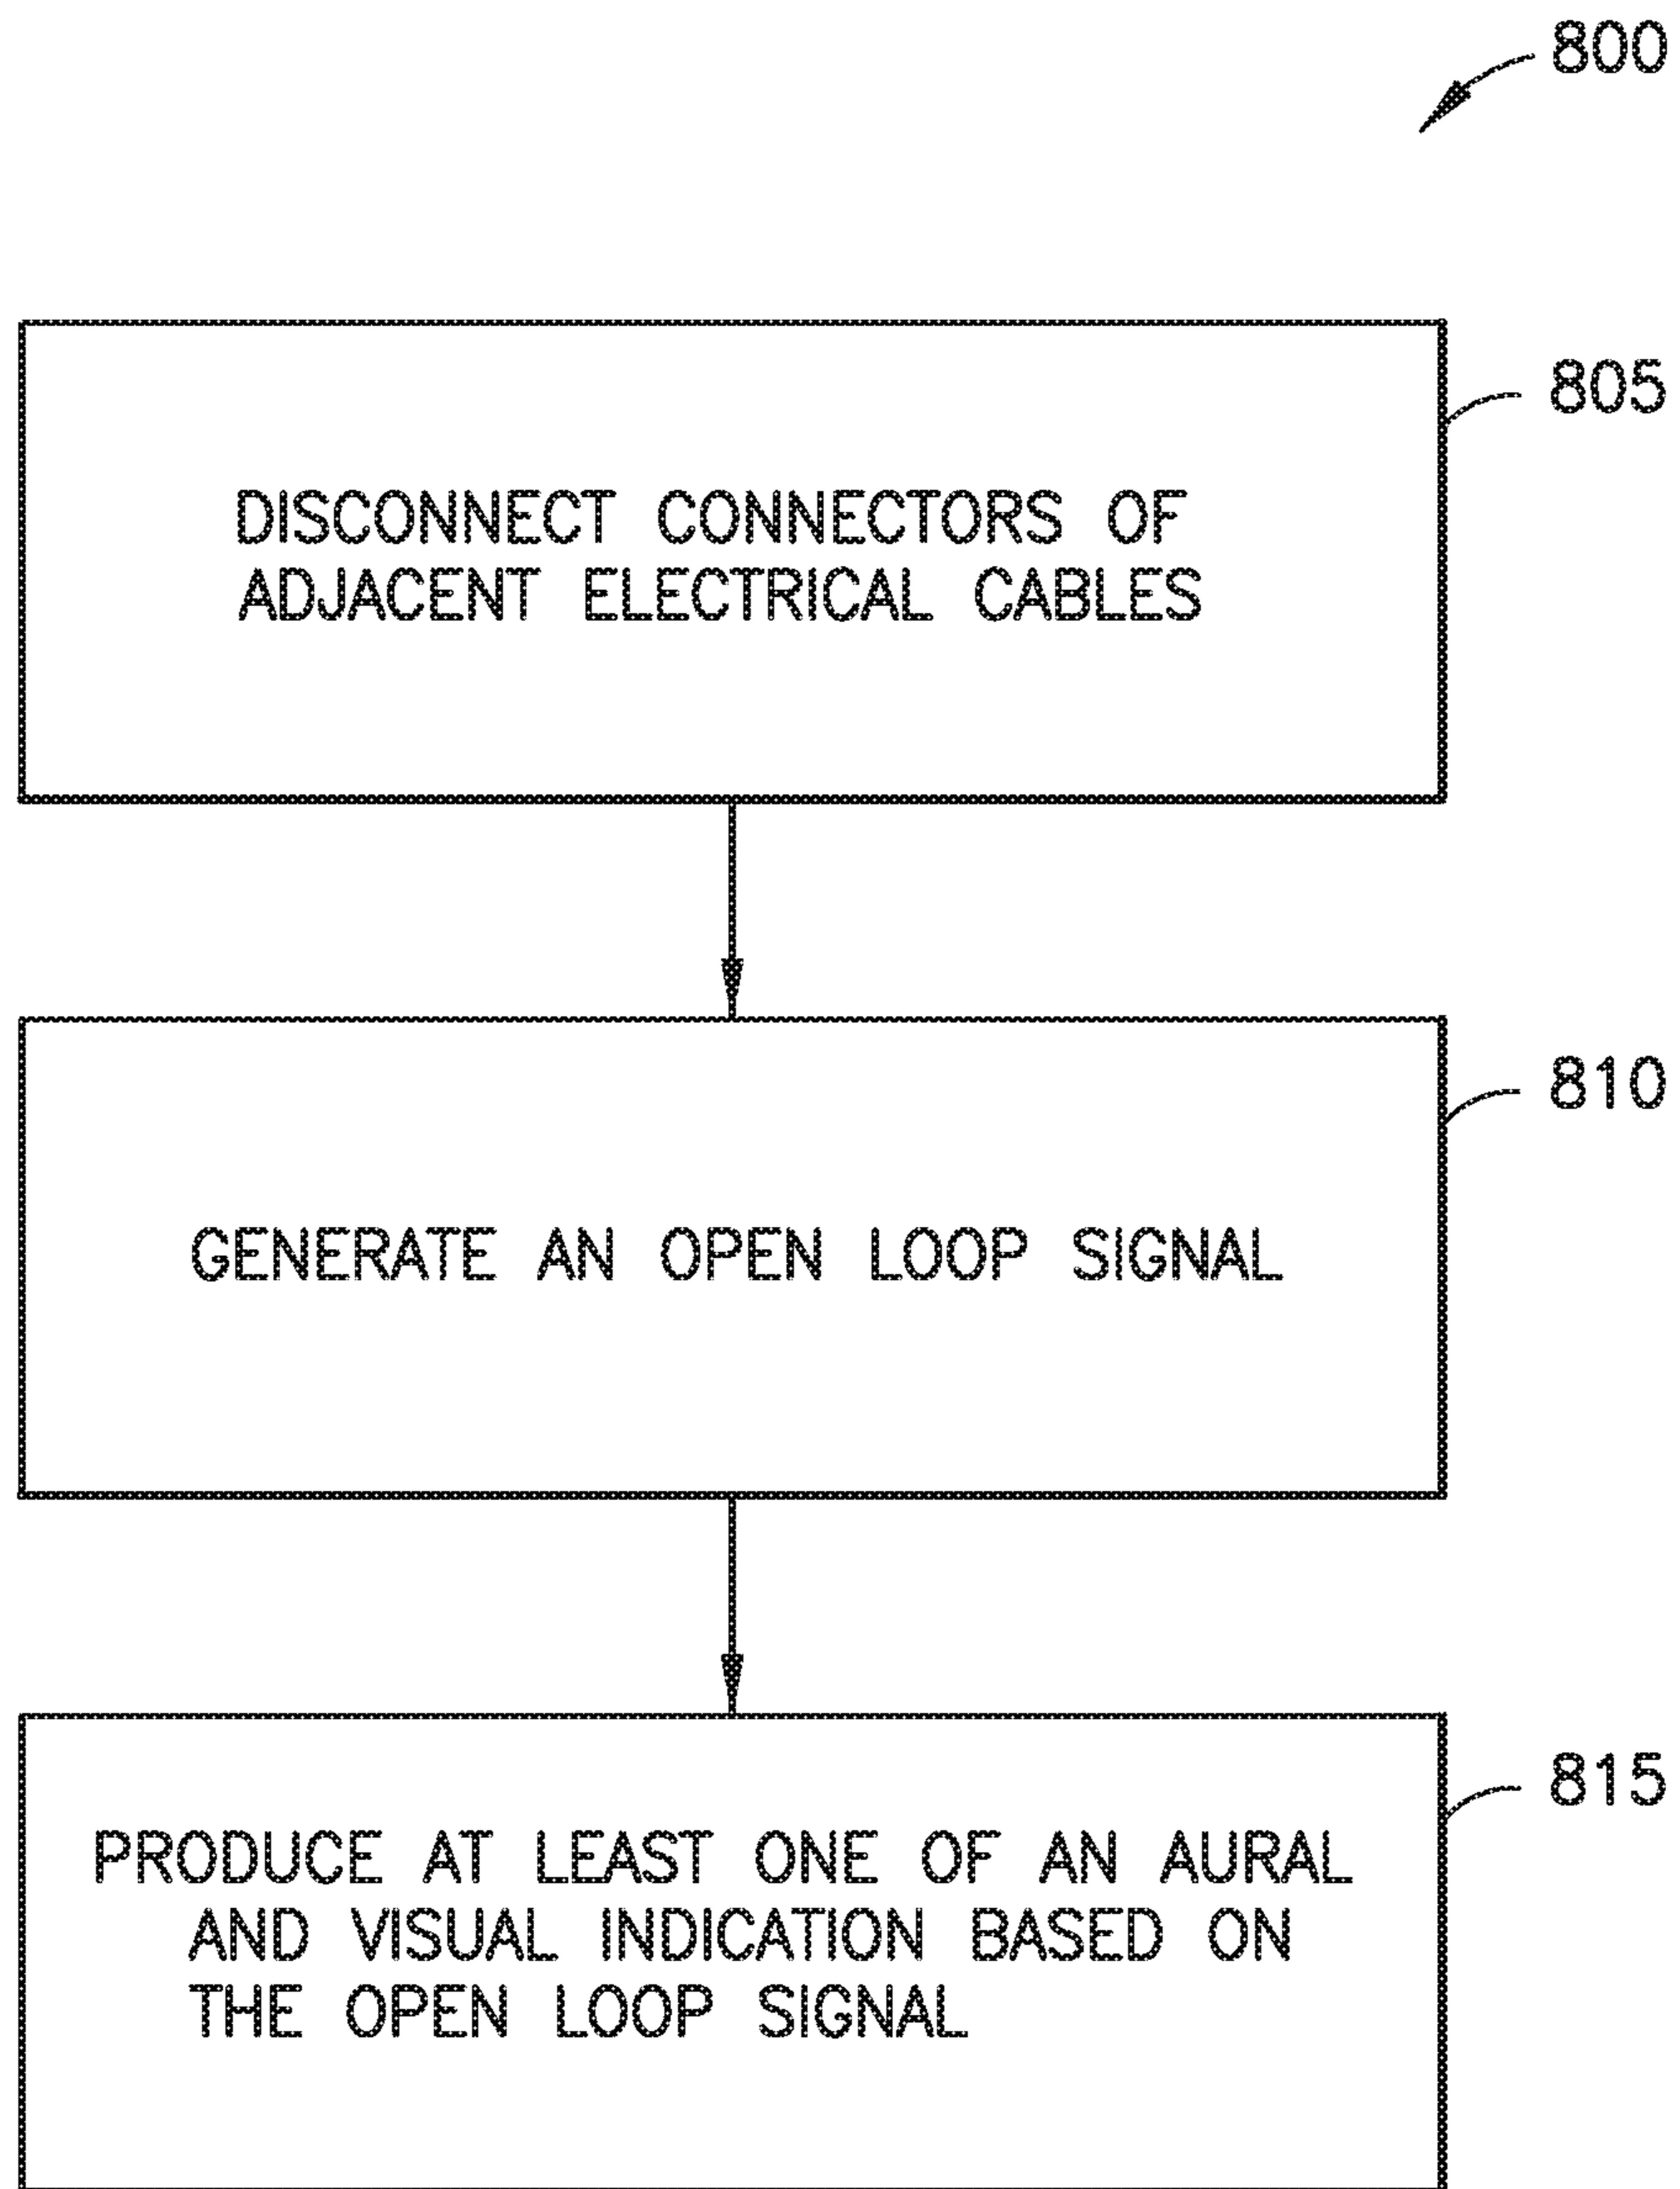 800
805
DISCONNECT CONNECTORS OF
ADJACENT ELECTRICAL CABLES
810
GENERATE AN OPEN LOOP SIGNAL
815
PRODUCE AT LEAST ONE OF AN AURAL
AND VISUAL INDICATION BASED ON
THE OPEN LOOP SIGNAL